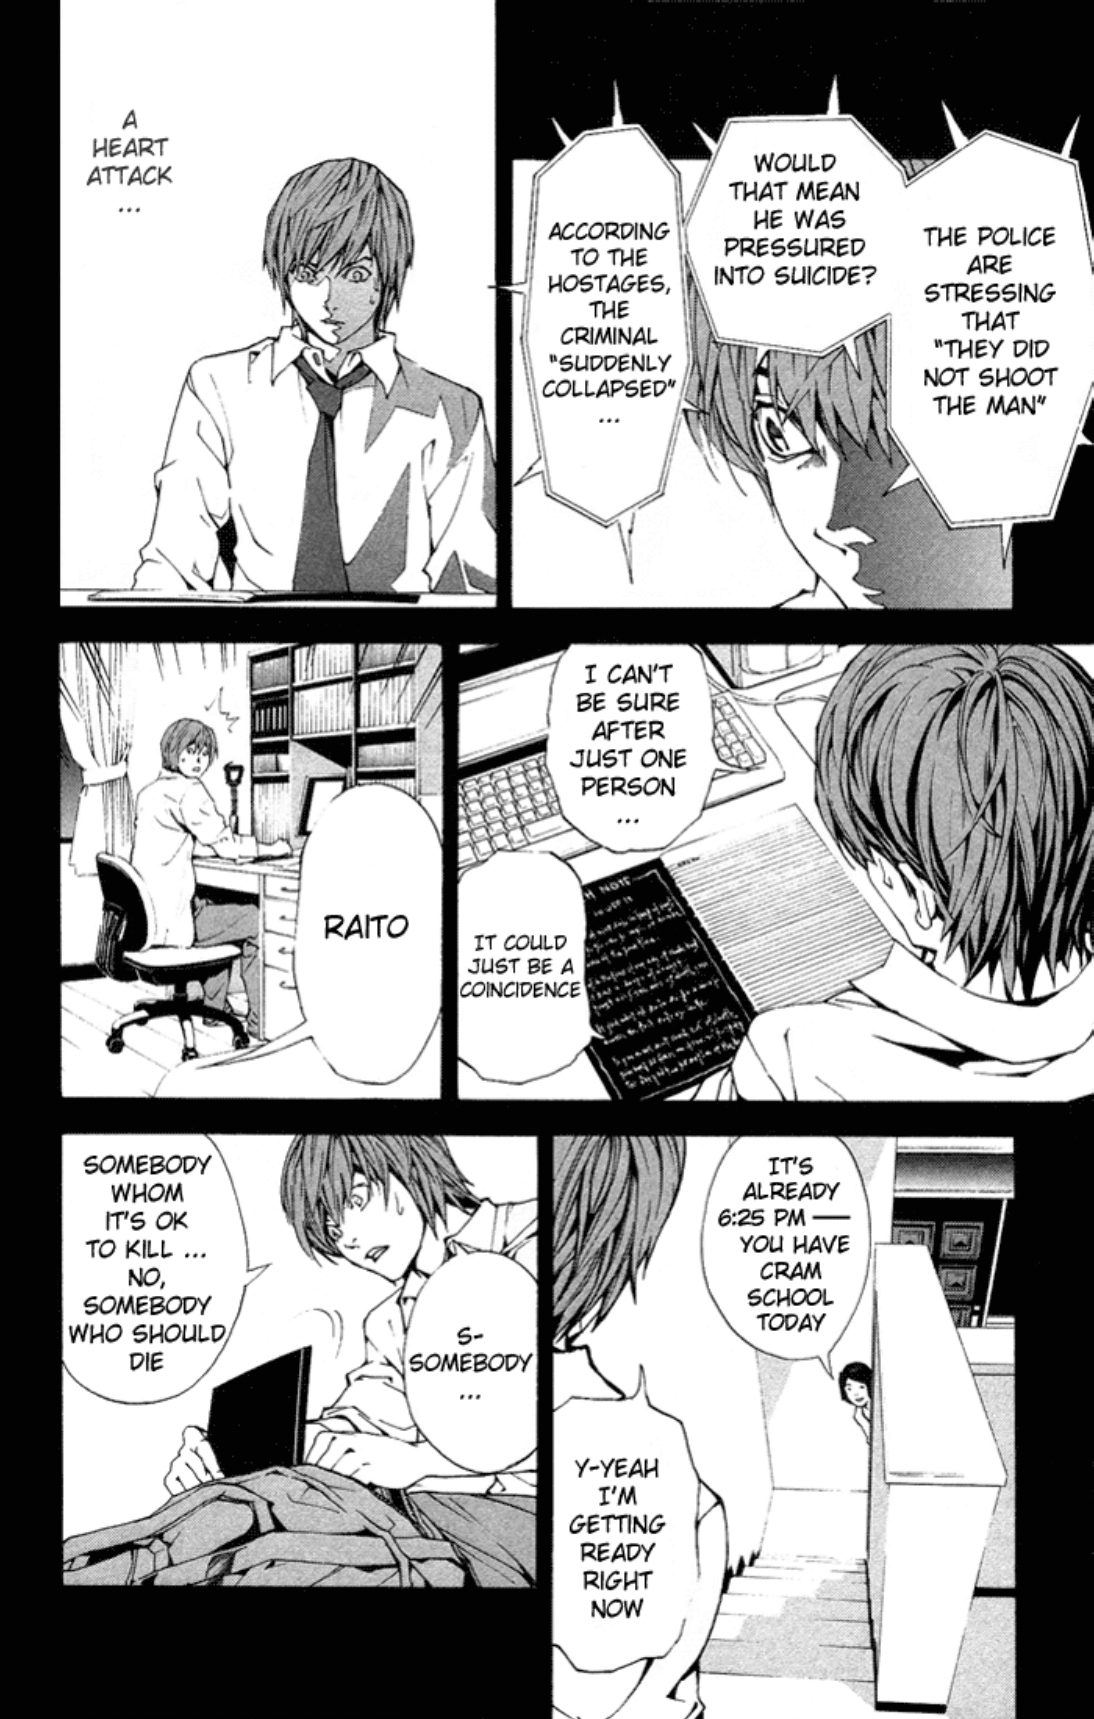 THE POLICE
ARE
STRESSING
THAT
"THEY DID
NOT SHOOT
THE MAN"
WOULD
THAT MEAN
HE WAS
PRESSURED
INTO SUICIDE?
ACCORDING
TO THE
HOSTAGES,
THE
CRIMINAL
"SUDDENLY
COLLAPSED"
...
A
HEART
ATTACK
...
I CAN'T
BE SURE
AFTER
JUST ONE
PERSON
...
IT COULD
JUST BE A
COINCIDENCE
RAITO
IT'S
ALREADY
6:25 PM —
YOU HAVE
CRAM
SCHOOL
TODAY
Y-YEAH
I'M
GETTING
READY
RIGHT
NOW
S-
SOMEBODY
...
SOMEBODY
WHOM
IT'S OK
TO KILL ...
NO,
SOMEBODY
WHO SHOULD
DIE